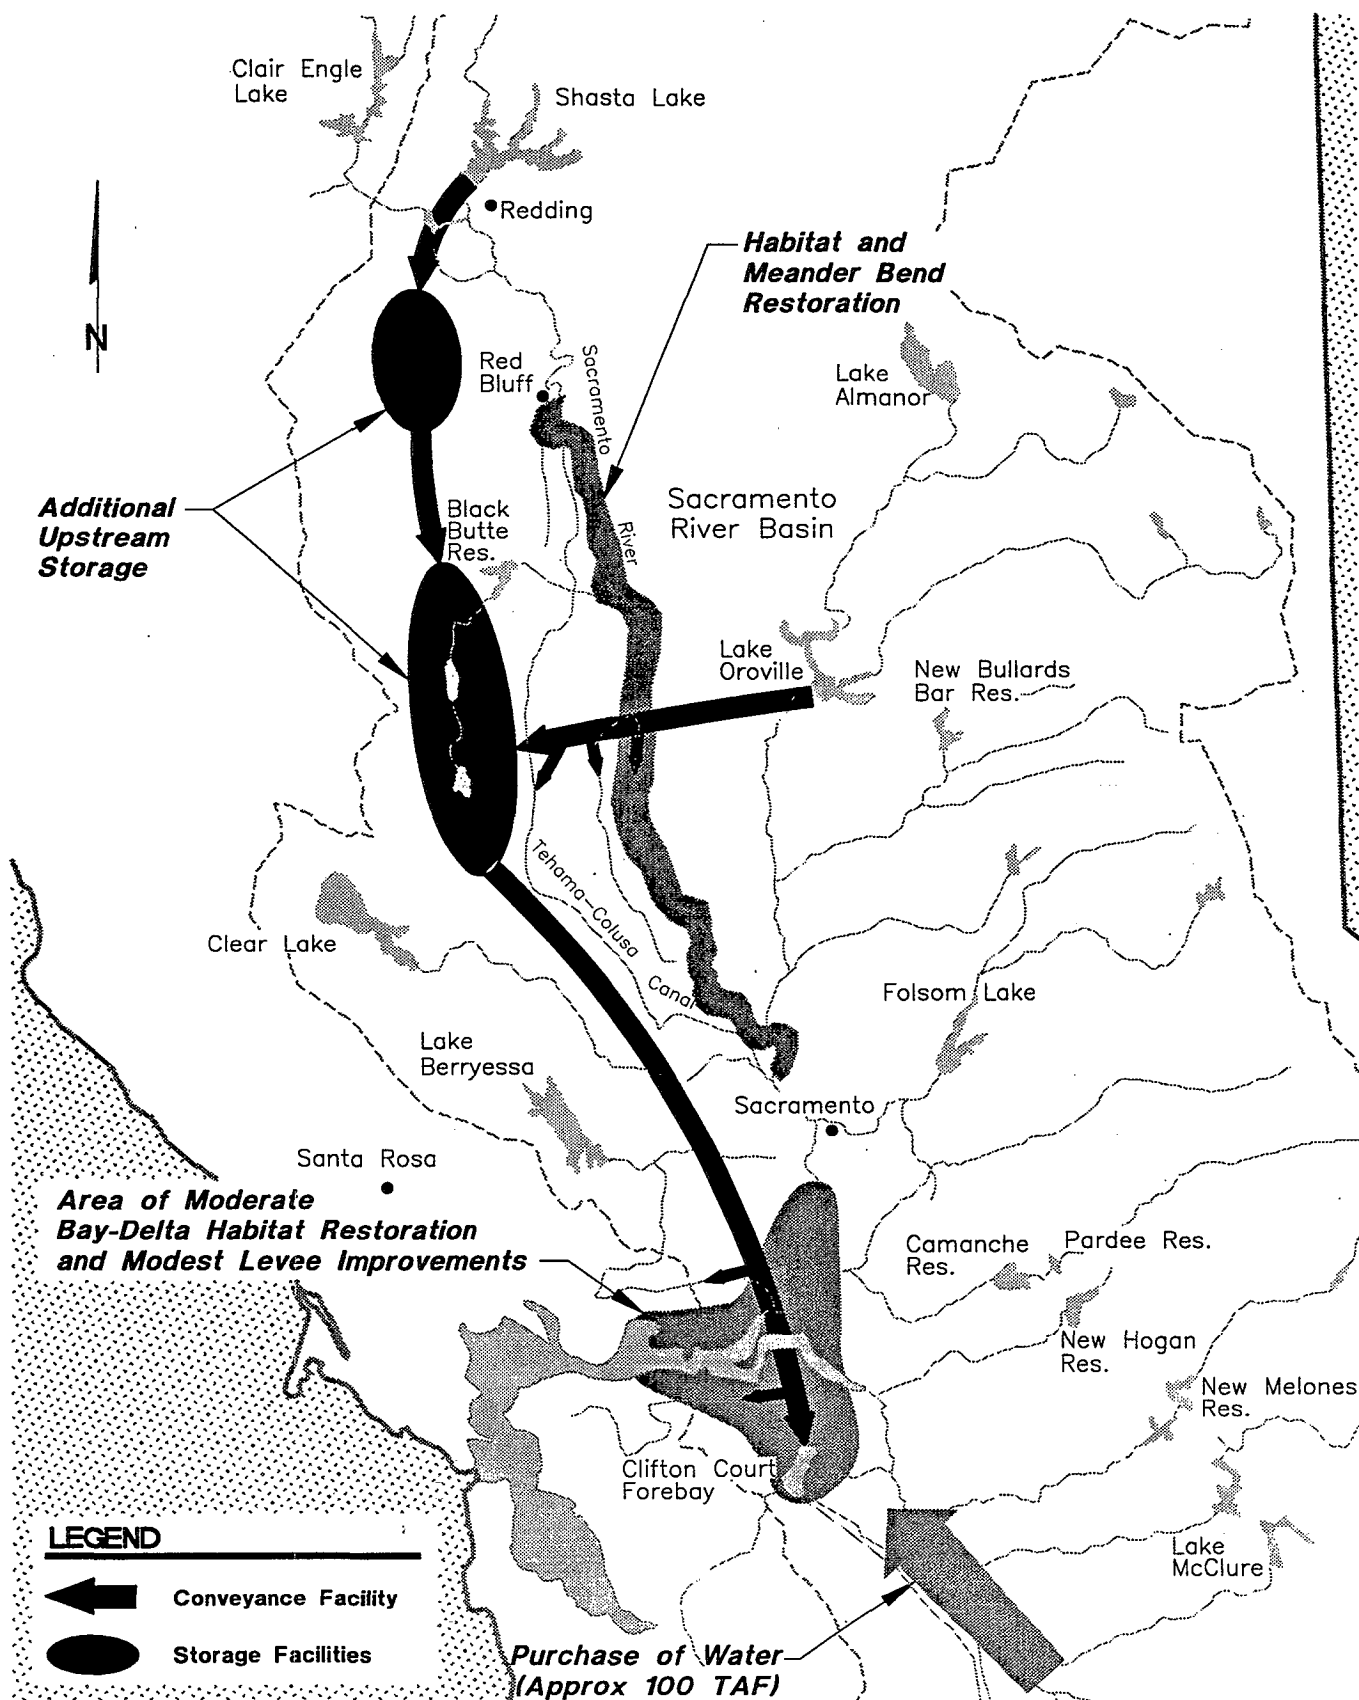 Clair Engle
Lake
Shasta Lake
Redding
N
Habitat and
Meander Bend
Restoration
Red
Bluff
Sacramento
River
Lake
Almanor
Additional
Upstream
Storage
Black
Butte
Res.
Sacramento
River Basin
Lake
Oroville
New Bullards
Bar Res.
Tehama-Colusa
Canal
Clear Lake
Folsom Lake
Lake
Berryessa
Sacramento
Santa Rosa
Area of Moderate
Bay-Delta Habitat Restoration
and Modest Levee Improvements
Camanche
Res.
Pardee Res.
New Hogan
Res.
New Melones
Res.
Clifton Court
Forebay
Lake
McClure
LEGEND
Conveyance Facility
Storage Facilities
Purchase of Water
(Approx 100 TAF)